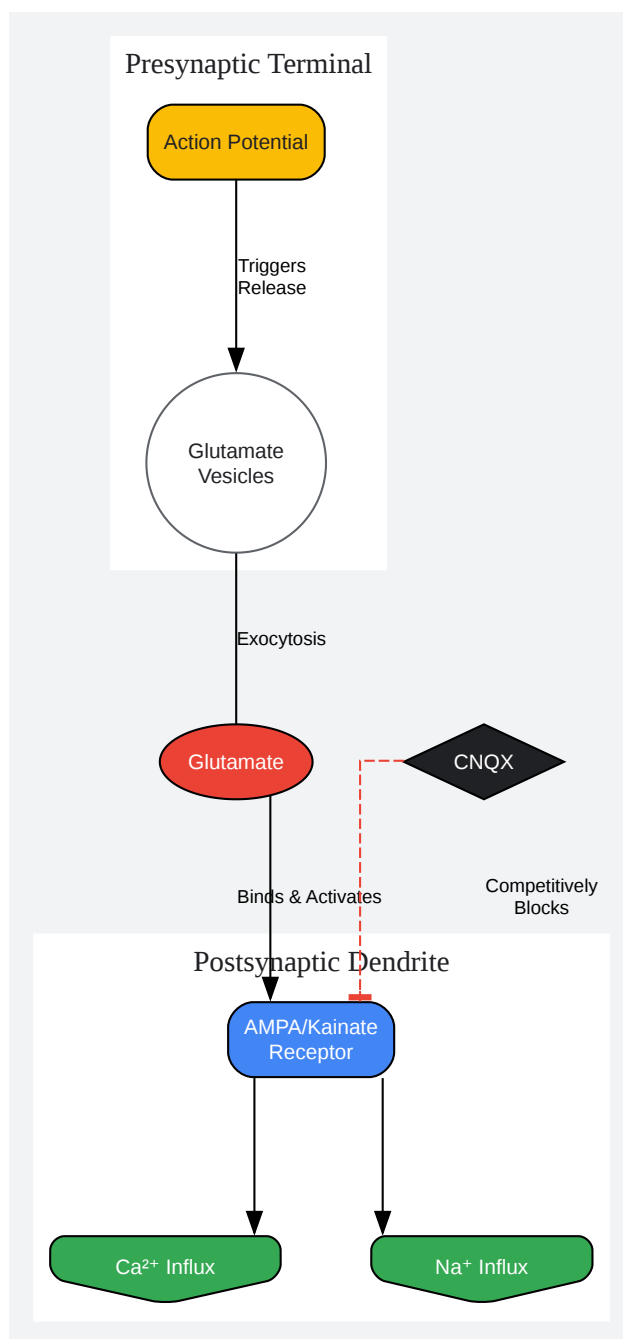 Presynaptic Terminal
Action Potential
Triggers
Release
Glutamate
Vesicles
Exocytosis
Glutamate
CNQX
Binds & Activates
Competitively
Blocks
Postsynaptic Dendrite
AMPA/Kainate
Receptor
Ca²⁺ Influx
Na⁺ Influx